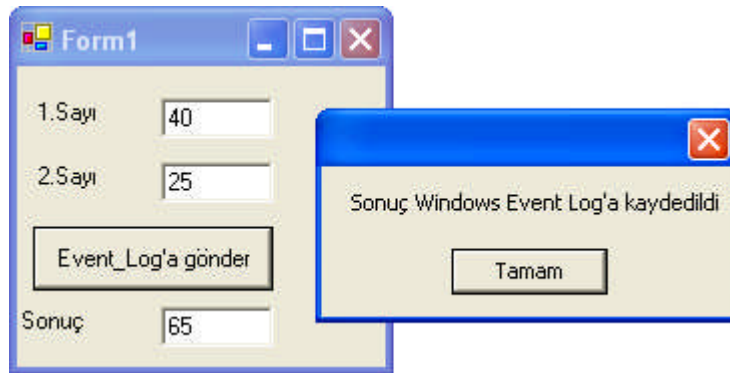 Form1
1.Sayı
40
2.Sayı
25
Event_Log'a gönder
Sonuç
65
Sonuç Windows Event Log'a kaydedildi
Tamam